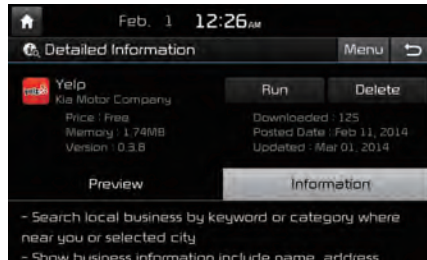 Feb. 1 12:26AM
Detailed Information Menu
Yelp Run Delete
Kia Motor Company
Price : Free Downloaded : 125
Memory : 1.74MB Posted Date : Feb 11, 2014
Version : 0.3.8 Updated : Mar 01, 2014
Preview Information
- Search local business by keyword or category where
near you or selected city
- Show business information include name, address